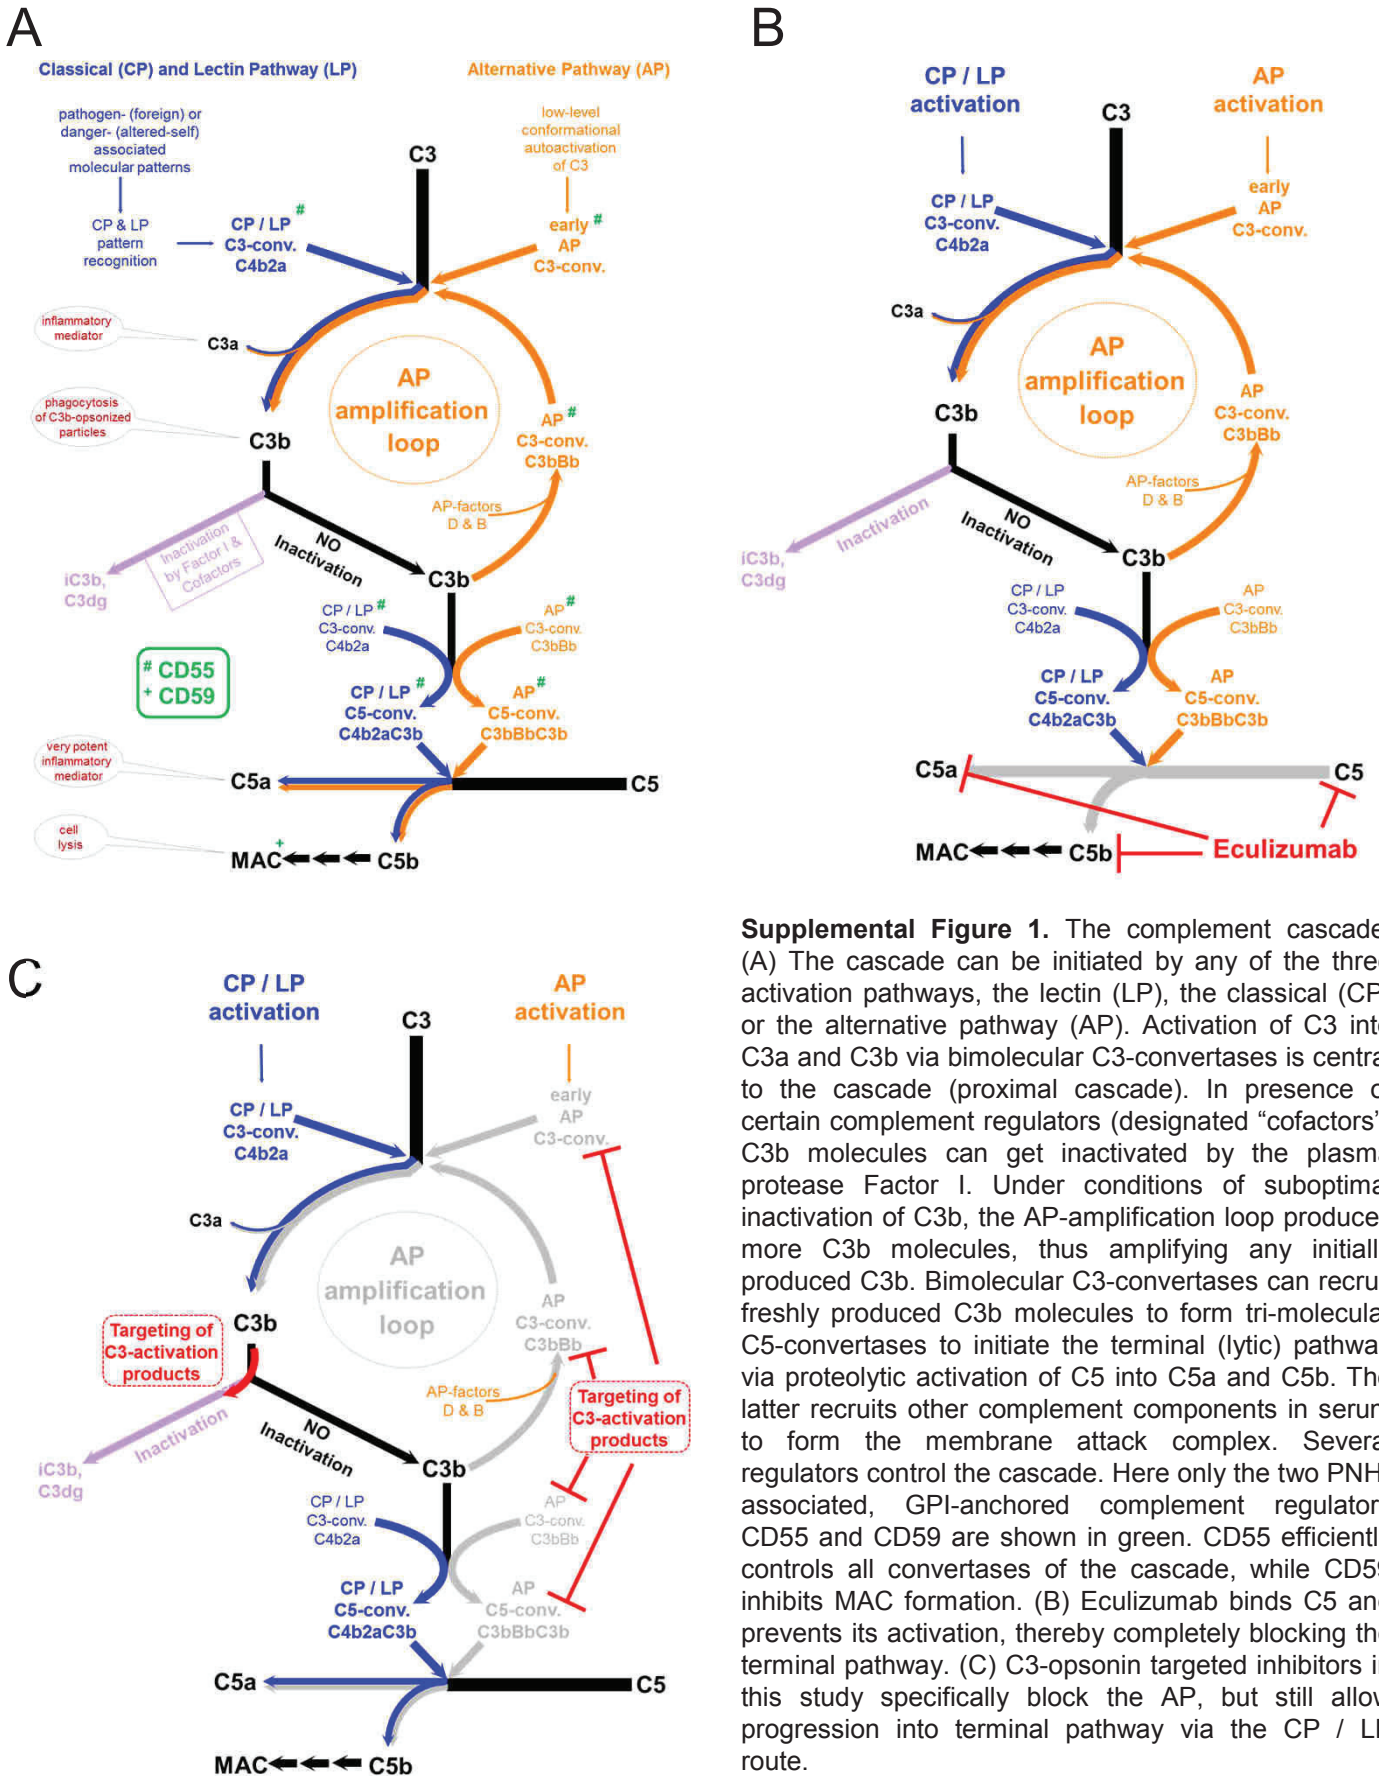 A
Classical (CP) and Lectin Pathway (LP)
Alternative Pathway (AP)
pathogen- (foreign) or
danger- (altered-self)
associated
molecular patterns
low-level
conformational
autoactivation
of C3
C3
CP & LP
pattern
recognition
CP / LP #
C3-conv.
C4b2a
early #
AP
C3-conv.
inflammatory
mediator
C3a
phagocytosis
of C3b-opsonized
particles
C3b
AP
amplification
loop
AP #
C3-conv.
C3bBb
AP-factors
D & B
Inactivation
by Factor I &
Cofactors
NO
Inactivation
iC3b,
C3dg
C3b
CP / LP #
C3-conv.
C4b2a
AP #
C3-conv.
C3bBb
# CD55
+ CD59
CP / LP #
C5-conv.
C4b2aC3b
AP #
C5-conv.
C3bBbC3b
very potent
inflammatory
mediator
C5a
C5
cell
lysis
MAC +
C5b
B
CP / LP
activation
AP
activation
C3
CP / LP
C3-conv.
C4b2a
early
AP
C3-conv.
C3a
AP
amplification
loop
C3b
AP
C3-conv.
C3bBb
AP-factors
D & B
Inactivation
NO
Inactivation
iC3b,
C3dg
C3b
CP / LP
C3-conv.
C4b2a
AP
C3-conv.
C3bBb
CP / LP
C5-conv.
C4b2aC3b
AP
C5-conv.
C3bBbC3b
C5a
C5
MAC
C5b
Eculizumab
C
CP / LP
activation
AP
activation
C3
CP / LP
C3-conv.
C4b2a
early
AP
C3-conv.
C3a
AP
amplification
loop
C3b
Targeting of
C3-activation
products
AP
C3-conv.
C3bBb
AP-factors
D & B
Targeting of
C3-activation
products
Inactivation
NO
Inactivation
iC3b,
C3dg
C3b
CP / LP
C3-conv.
C4b2a
AP
C3-conv.
C3bBb
CP / LP
C5-conv.
C4b2aC3b
AP
C5-conv.
C3bBbC3b
C5a
C5
MAC
C5b
Supplemental Figure 1. The complement cascade
(A) The cascade can be initiated by any of the three
activation pathways, the lectin (LP), the classical (CP
or the alternative pathway (AP). Activation of C3 int
C3a and C3b via bimolecular C3-convertases is centra
to the cascade (proximal cascade). In presence o
certain complement regulators (designated “cofactors”
C3b molecules can get inactivated by the plasm
protease Factor I. Under conditions of suboptima
inactivation of C3b, the AP-amplification loop produce
more C3b molecules, thus amplifying any initiall
produced C3b. Bimolecular C3-convertases can recrui
freshly produced C3b molecules to form tri-molecula
C5-convertases to initiate the terminal (lytic) pathwa
via proteolytic activation of C5 into C5a and C5b. The
latter recruits other complement components in serum
to form the membrane attack complex. Severa
regulators control the cascade. Here only the two PNH
associated, GPI-anchored complement regulator
CD55 and CD59 are shown in green. CD55 efficientl
controls all convertases of the cascade, while CD59
inhibits MAC formation. (B) Eculizumab binds C5 and
prevents its activation, thereby completely blocking the
terminal pathway. (C) C3-opsonin targeted inhibitors in
this study specifically block the AP, but still allow
progression into terminal pathway via the CP / LP
route.